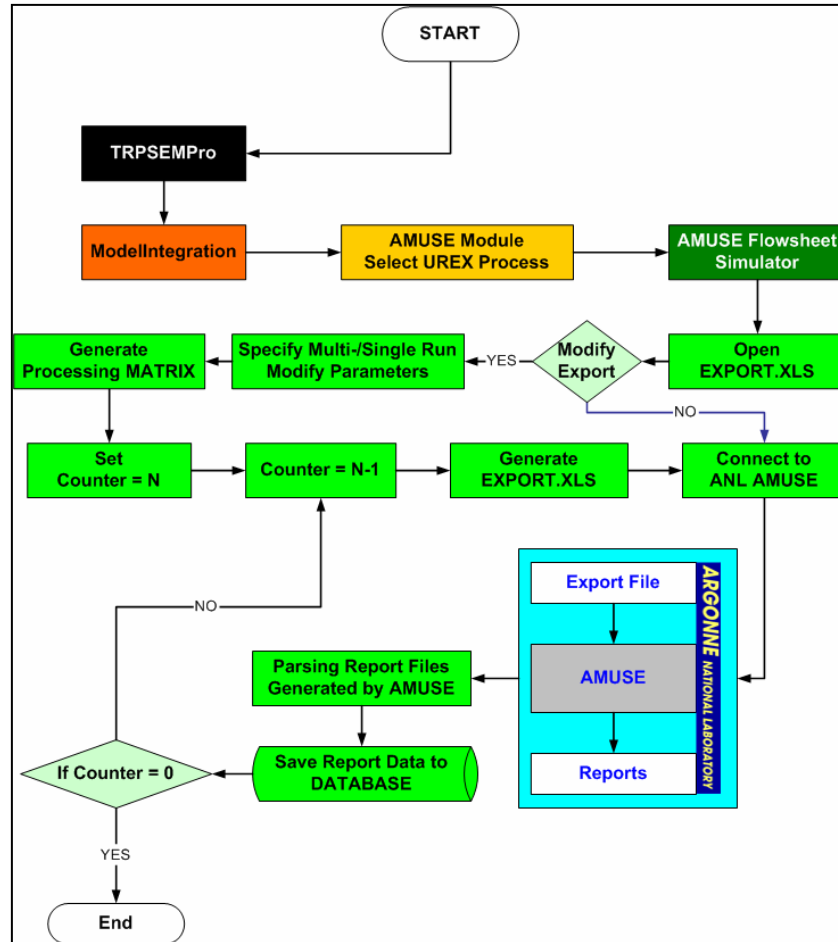 START
TRPSEMPro
ModelIntegration
AMUSE Module
Select UREX Process
AMUSE Flowsheet
Simulator
Generate
Processing MATRIX
Specify Multi-/Single Run
Modify Parameters
YES
Modify
Export
Open
EXPORT.XLS
NO
Set
Counter = N
Counter = N-1
Generate
EXPORT.XLS
Connect to
ANL AMUSE
Export File
AMUSE
Reports
ARGONNE NATIONAL LABORATORY
NO
Parsing Report Files
Generated by AMUSE
Save Report Data to
DATABASE
If Counter = 0
YES
End